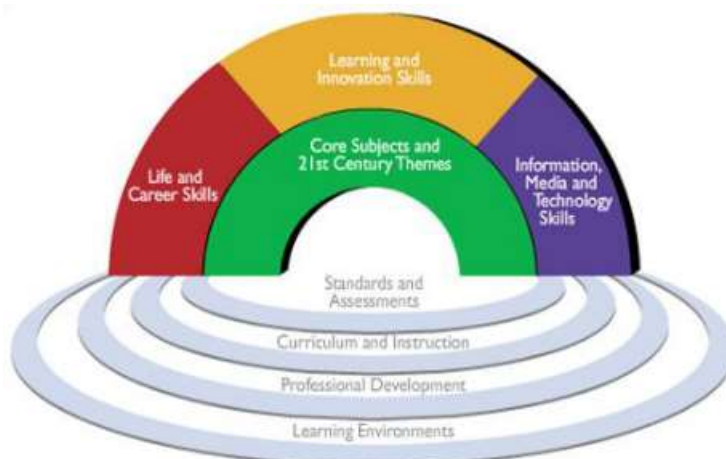 Learning and
Innovation Skills
Core Subjects and
21st Century Themes
Life and
Career Skills
Information,
Media and
Technology
Skills
Standards and
Assessments
Curriculum and Instruction
Professional Development
Learning Environments